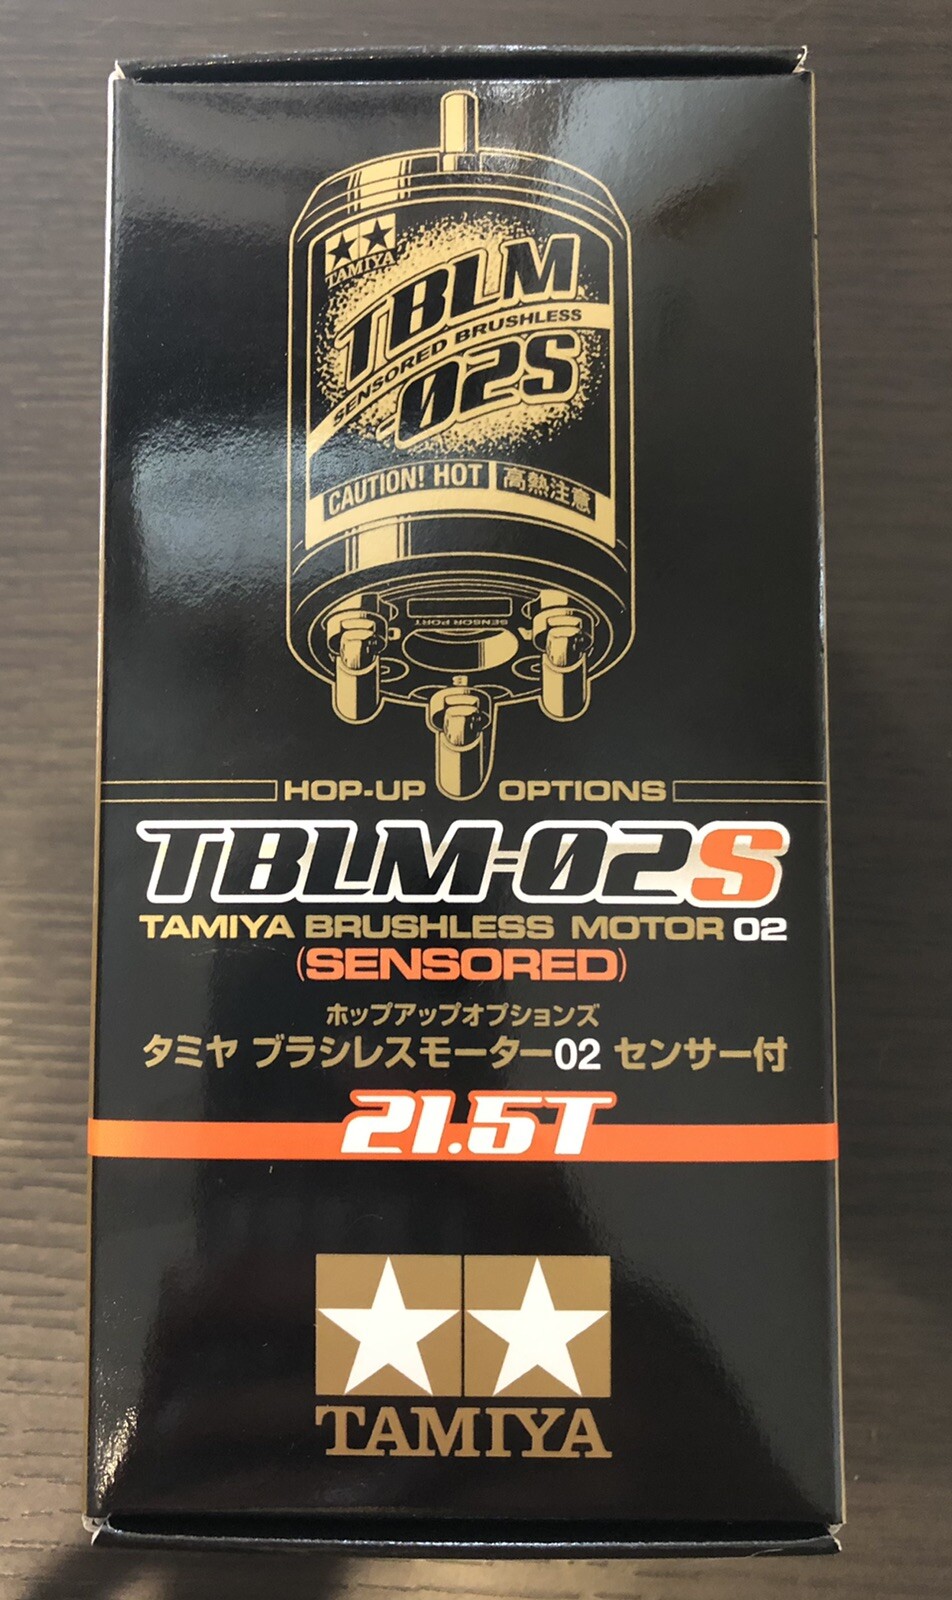 TAMIYA
TBLM
SENSORED BRUSHLESS
-02S
CAUTION! HOT 高熱注意
SENSOR PORT
B
HOP-UP OPTIONS
TBLM-02S
TAMIYA BRUSHLESS MOTOR 02
(SENSORED)
ホップアップオプションズ
タミヤ ブラシレスモーター02 センサー付
21.5T
TAMIYA